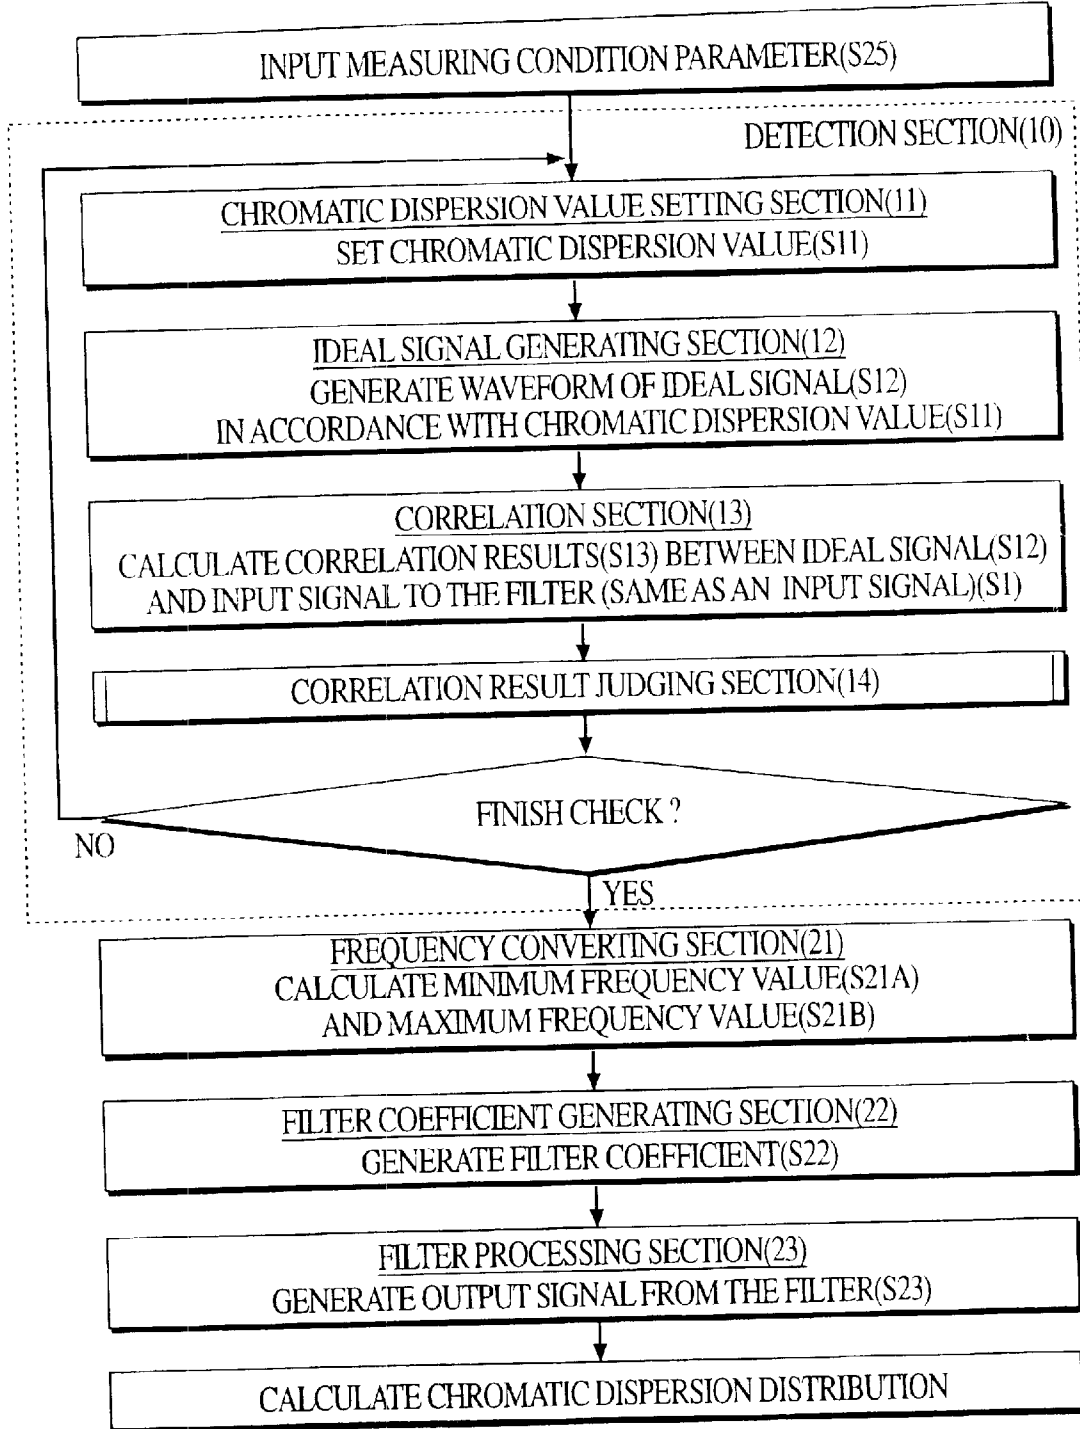 INPUT MEASURING CONDITION PARAMETER(S25)
DETECTION SECTION(10)
CHROMATIC DISPERSION VALUE SETTING SECTION(11)
SET CHROMATIC DISPERSION VALUE(S11)
IDEAL SIGNAL GENERATING SECTION(12)
GENERATE WAVEFORM OF IDEAL SIGNAL(S12)
IN ACCORDANCE WITH CHROMATIC DISPERSION VALUE(S11)
CORRELATION SECTION(13)
CALCULATE CORRELATION RESULTS(S13) BETWEEN IDEAL SIGNAL(S12)
AND INPUT SIGNAL TO THE FILTER (SAME AS AN INPUT SIGNAL)(S1)
CORRELATION RESULT JUDGING SECTION(14)
FINISH CHECK ?
NO
YES
FREQUENCY CONVERTING SECTION(21)
CALCULATE MINIMUM FREQUENCY VALUE(S21A)
AND MAXIMUM FREQUENCY VALUE(S21B)
FILTER COEFFICIENT GENERATING SECTION(22)
GENERATE FILTER COEFFICIENT(S22)
FILTER PROCESSING SECTION(23)
GENERATE OUTPUT SIGNAL FROM THE FILTER(S23)
CALCULATE CHROMATIC DISPERSION DISTRIBUTION